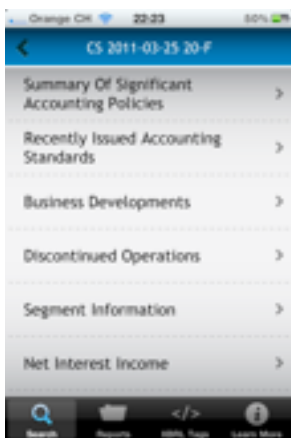 Orange CH 22:23 80%
CS 2011-03-25 20-F
Summary Of Significant
Accounting Policies
Recently Issued Accounting
Standards
Business Developments
Discontinued Operations
Segment Information
Net Interest Income
</>
Search Reports XBRL Tags Learn More